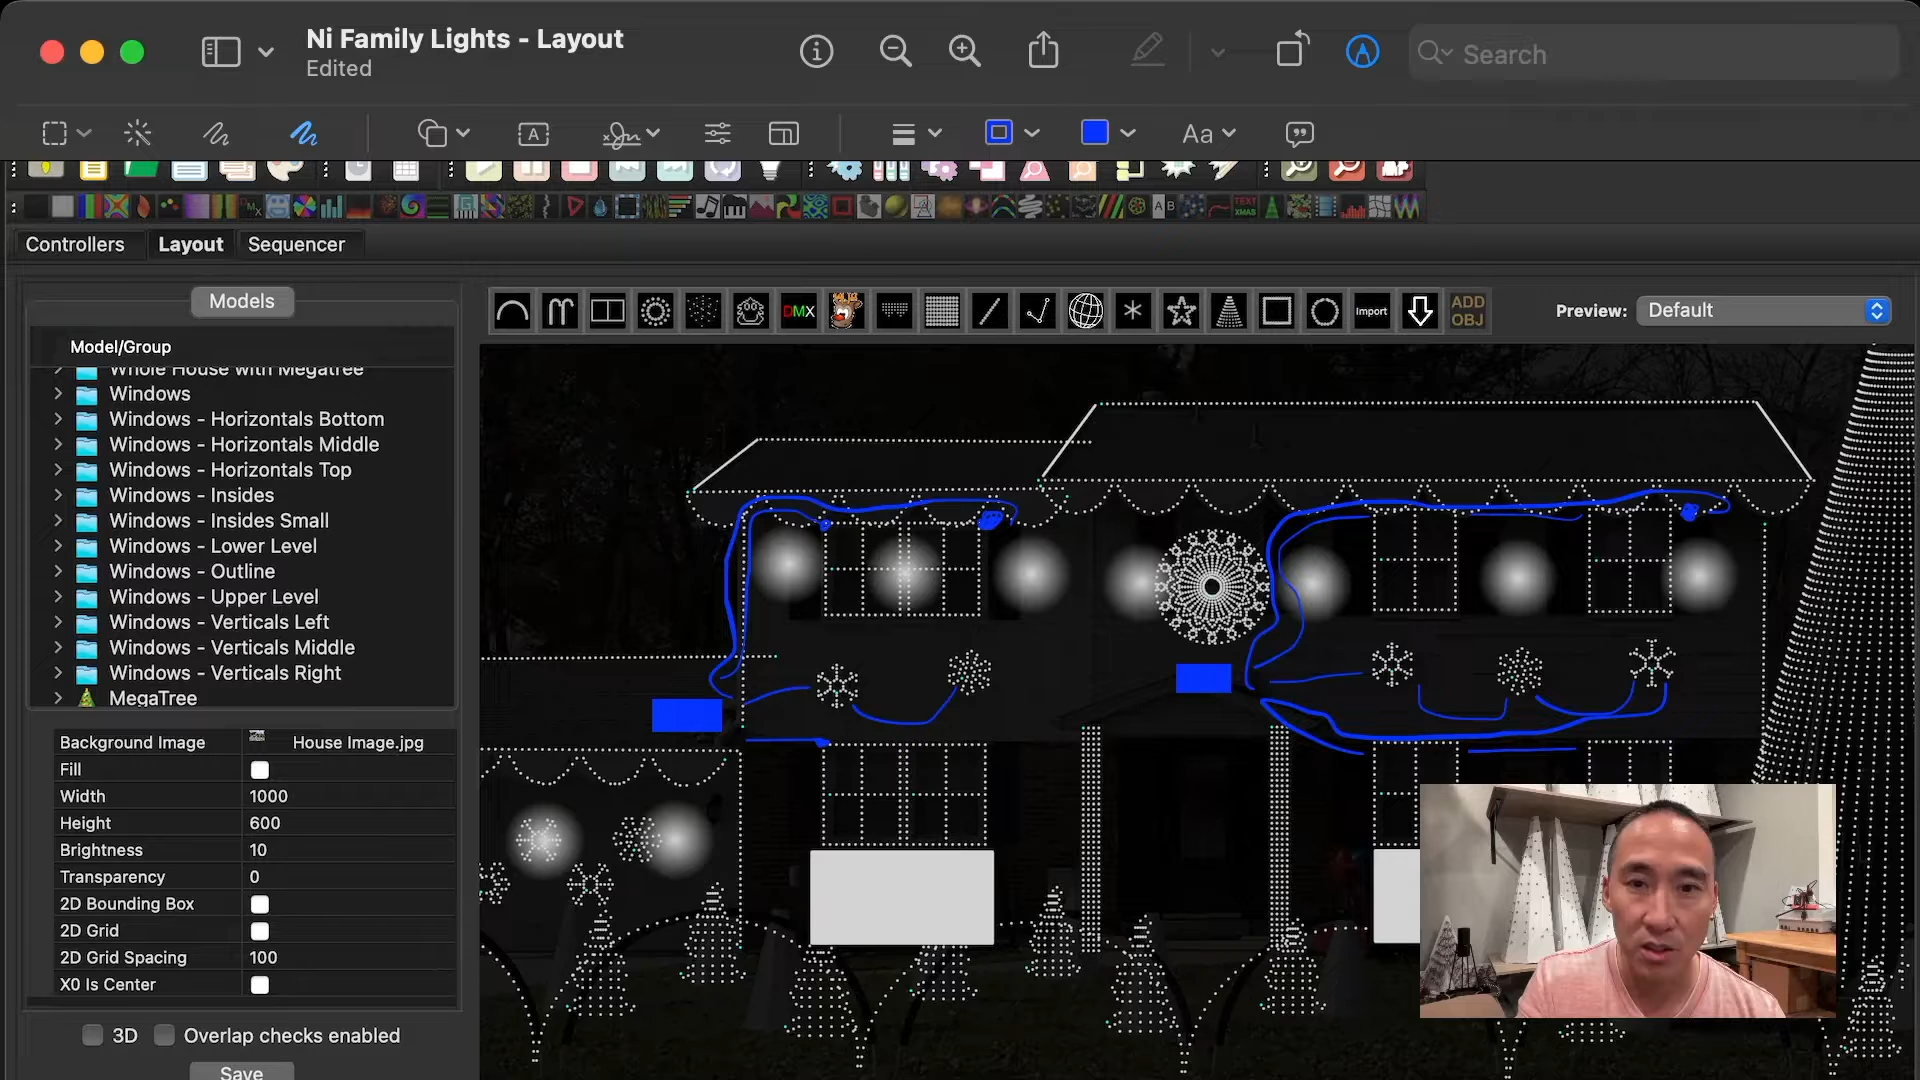 Ni Family Lights - Layout
Edited
Search
A
Aa
Controllers
Layout
Sequencer
Models
DMX
Import
ADD
OBJ
Preview:
Default
Model/Group
Whole House with Megatree
Windows
Windows - Horizontals Bottom
Windows - Horizontals Middle
Windows - Horizontals Top
Windows - Insides
Windows - Insides Small
Windows - Lower Level
Windows - Outline
Windows - Upper Level
Windows - Verticals Left
Windows - Verticals Middle
Windows - Verticals Right
MegaTree
Background Image House Image.jpg
Fill
Width 1000
Height 600
Brightness 10
Transparency 0
2D Bounding Box
2D Grid
2D Grid Spacing 100
X0 Is Center
3D
Overlap checks enabled
Save